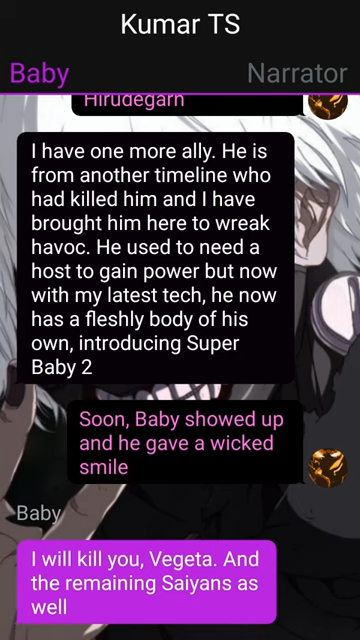 Kumar TS
Baby
Narrator
Hirudegarn
I have one more ally. He is
from another timeline who
had killed him and I have
brought him here to wreak
havoc. He used to need a
host to gain power but now
with my latest tech, he now
has a fleshly body of his
own, introducing Super
Baby 2
Soon, Baby showed up
and he gave a wicked
smile
Baby
I will kill you, Vegeta. And
the remaining Saiyans as
well